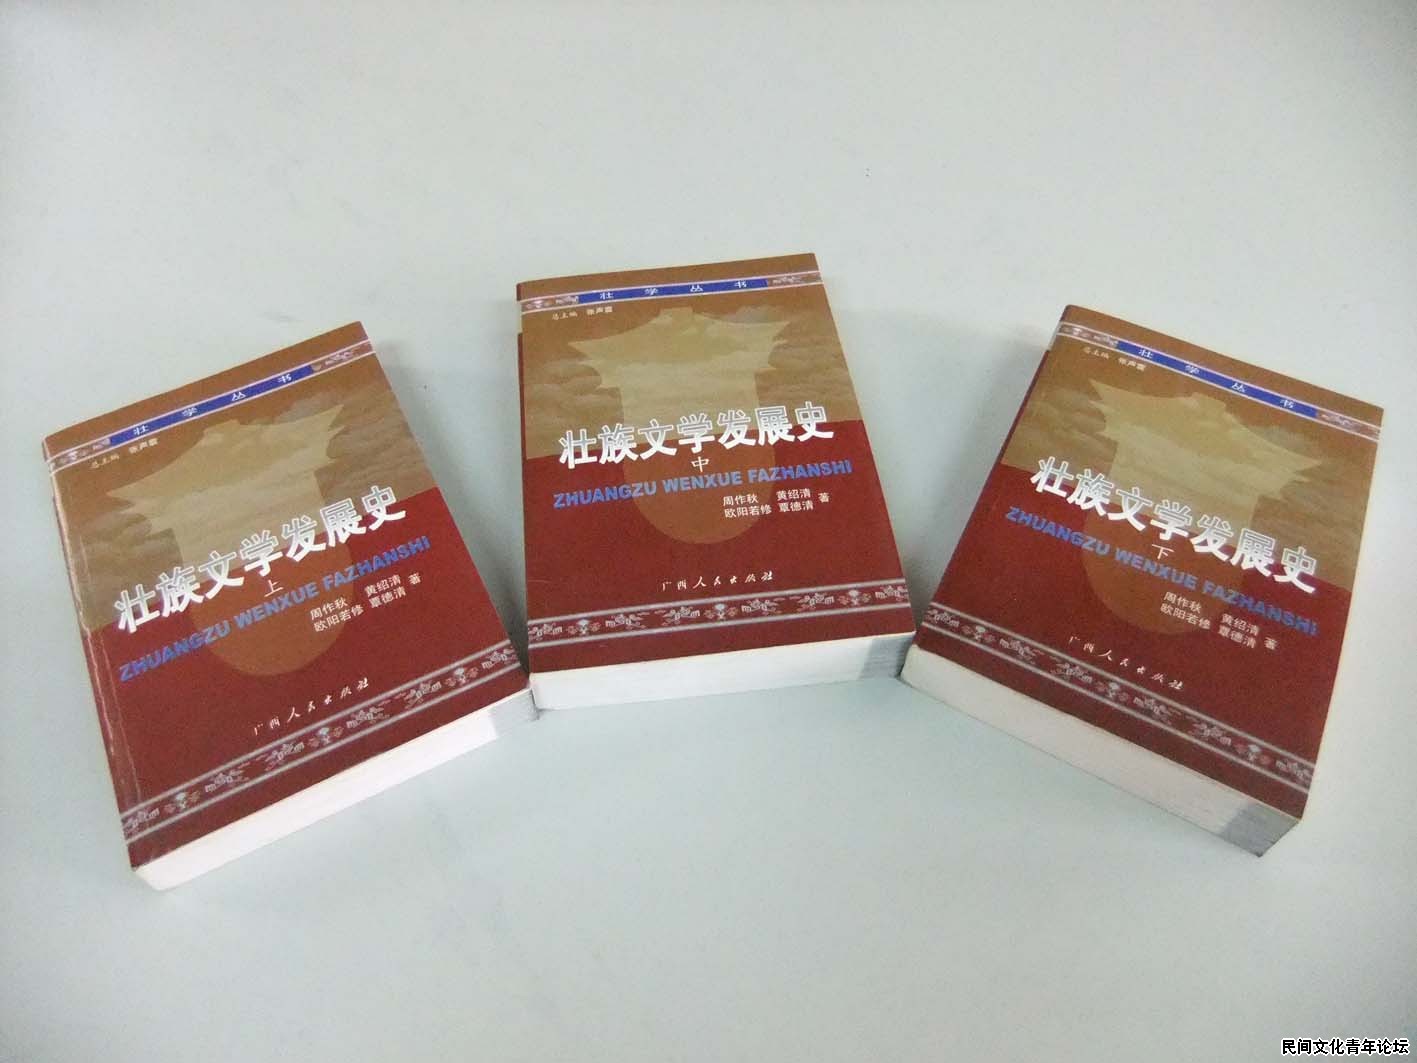 壮学丛书
总主编 张声震
壮族文学发展史
上
ZHUANGZU WENXUE FAZHANSHI
周作秋 黄绍清
欧阳若修 覃德清 著
广西人民出版社
壮学丛书
总主编 张声震
壮族文学发展史
中
ZHUANGZU WENXUE FAZHANSHI
周作秋 黄绍清
欧阳若修 覃德清 著
广西人民出版社
壮学丛书
总主编 张声震
壮族文学发展史
下
ZHUANGZU WENXUE FAZHANSHI
周作秋 黄绍清
欧阳若修 覃德清 著
广西人民出版社
民间文化青年论坛